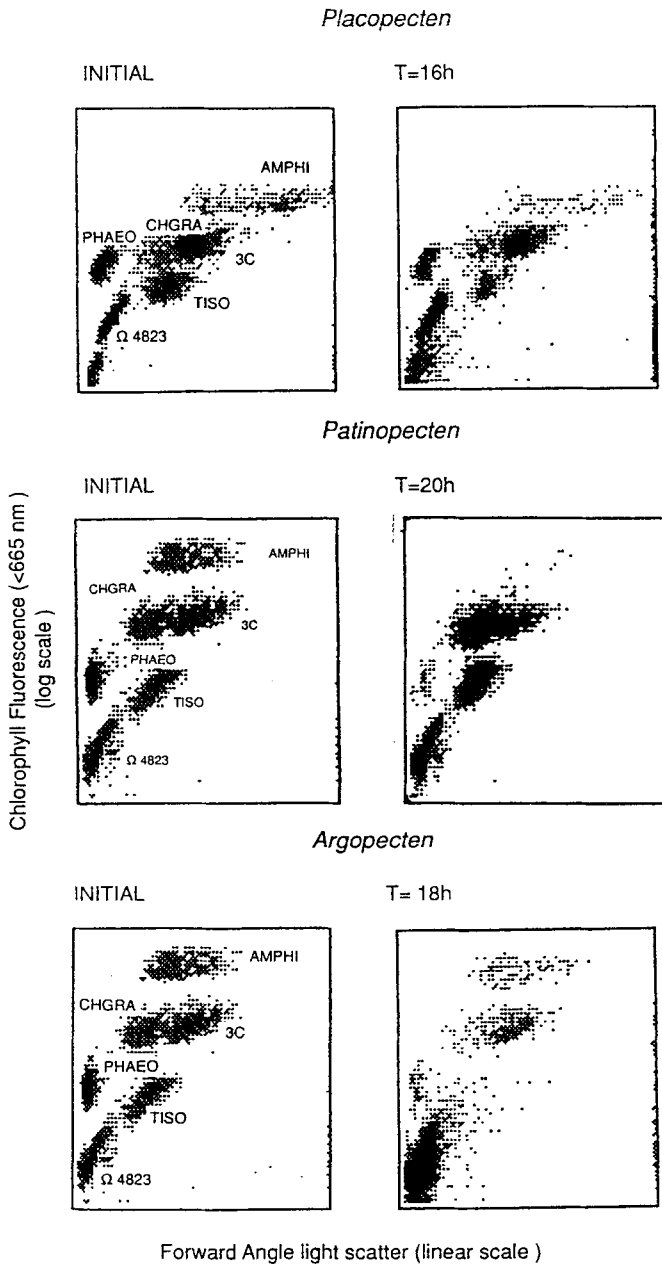 Placopecten
INITIAL
T=16h
AMPHI
CHGRA
PHAEO
3C
TISO
Ω 4823
Patinopecten
INITIAL
T=20h
AMPHI
CHGRA
3C
PHAEO
TISO
Ω 4823
Chlorophyll Fluorescence (<665 nm )
(log scale )
Argopecten
INITIAL
T= 18h
AMPHI
CHGRA
3C
PHAEO
TISO
Ω 4823
Forward Angle light scatter (linear scale )